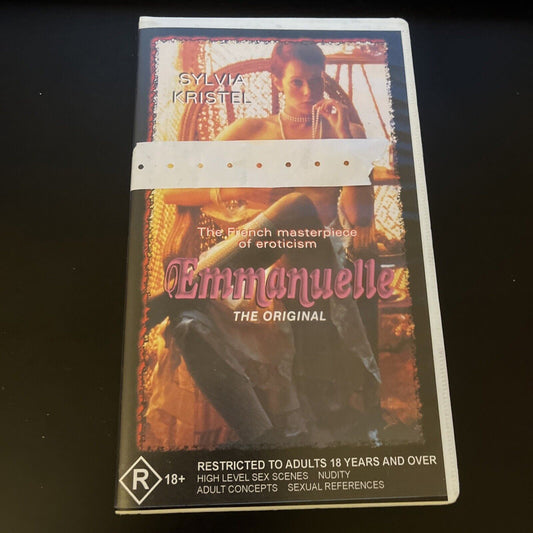 SYLVIA
KRISTEL
The French masterpiece
of eroticism
Emmanuelle
THE ORIGINAL
R 18+
RESTRICTED TO ADULTS 18 YEARS AND OVER
HIGH LEVEL SEX SCENES NUDITY
ADULT CONCEPTS SEXUAL REFERENCES